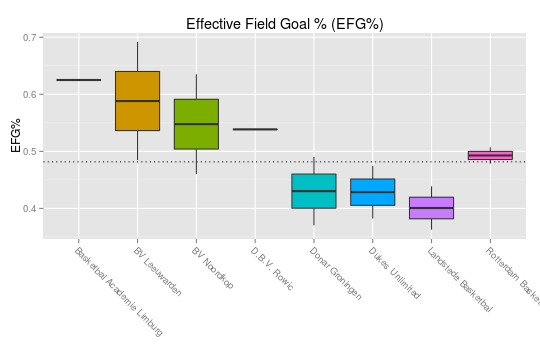 Effective Field Goal % (EFG%)
EFG%
0.7
0.6
0.5
0.4
Basketbal Academie Limburg
BV Leeuwarden
BV Noordkop
D.B.V. Rowic
Donar Groningen
Dukes Unlimited
Landslede Basketbal
Rotterdam Basket